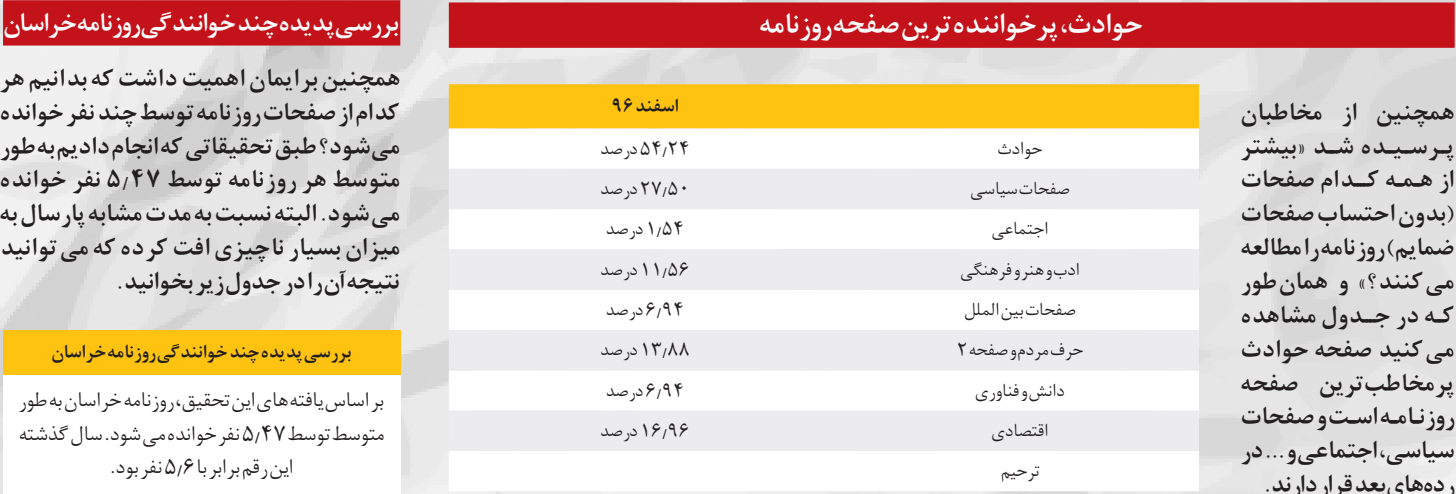 حوادث، پرخواننده ترین صفحه روزنامه
همچنین از مخاطبان
پرسیده شد «بیشتر
از همه کدام صفحات
(بدون احتساب صفحات
ضمایم) روزنامه را مطالعه
می کنند؟» و همان طور
که در جدول مشاهده
می کنید صفحه حوادث
پرمخاطب‌ترین صفحه
روزنامه است و صفحات
سیاسی، اجتماعی و... در
رده‌های بعد قرار دارند.
اسفند ۹۶
حوادث ۵۴٫۲۴ درصد
صفحات سیاسی ۲۷٫۵۰ درصد
اجتماعی ۱٫۵۴ درصد
ادب و هنر و فرهنگی ۱۱٫۵۶ درصد
صفحات بین الملل ۶٫۹۴ درصد
حرف مردم و صفحه ۲ ۱۳٫۸۸ درصد
دانش و فناوری ۶٫۹۴ درصد
اقتصادی ۱۶٫۹۶ درصد
ترحیم
بررسی پدیده چند خوانندگی روزنامه خراسان
همچنین برایمان اهمیت داشت که بدانیم هر
کدام از صفحات روزنامه توسط چند نفر خوانده
می‌شود؟ طبق تحقیقاتی که انجام دادیم به طور
متوسط هر روزنامه توسط ۵٫۴۷ نفر خوانده
می‌شود. البته نسبت به مدت مشابه پارسال به
میزان بسیار ناچیزی افت کرده که می توانید
نتیجه آن را در جدول زیر بخوانید.
بررسی پدیده چند خوانندگی روزنامه خراسان
بر اساس یافته های این تحقیق، روزنامه خراسان به طور
متوسط توسط ۵٫۴۷ نفر خوانده می شود. سال گذشته
این رقم برابر با ۵٫۶ نفر بود.